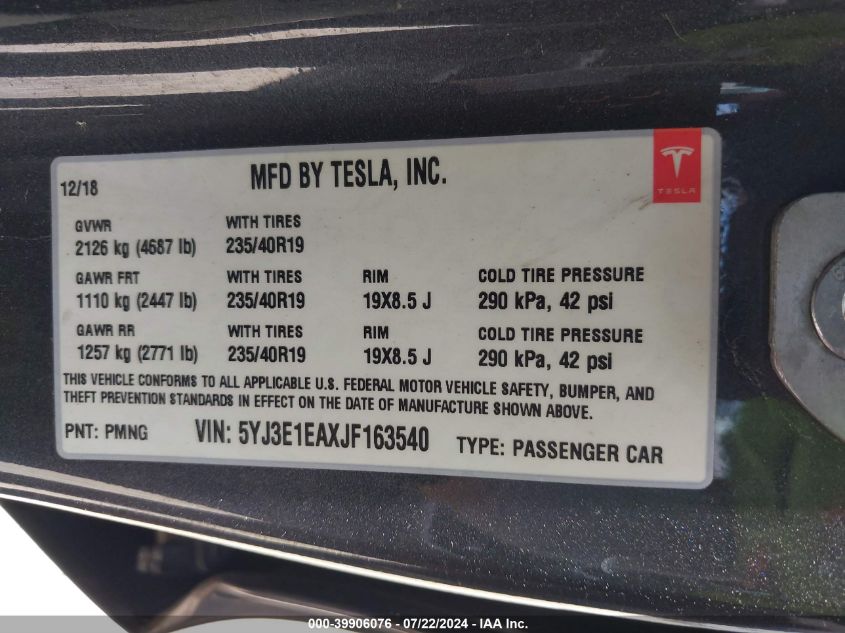 12/18 MFD BY TESLA, INC.
TESLA
GVWR WITH TIRES
2126 kg (4687 lb) 235/40R19
GAWR FRT WITH TIRES RIM COLD TIRE PRESSURE
1110 kg (2447 lb) 235/40R19 19X8.5 J 290 kPa, 42 psi
GAWR RR WITH TIRES RIM COLD TIRE PRESSURE
1257 kg (2771 lb) 235/40R19 19X8.5 J 290 kPa, 42 psi
THIS VEHICLE CONFORMS TO ALL APPLICABLE U.S. FEDERAL MOTOR VEHICLE SAFETY, BUMPER, AND
THEFT PREVENTION STANDARDS IN EFFECT ON THE DATE OF MANUFACTURE SHOWN ABOVE.
PNT: PMNG VIN: 5YJ3E1EAXJF163540 TYPE: PASSENGER CAR
000-39906076 - 07/22/2024 - IAA Inc.